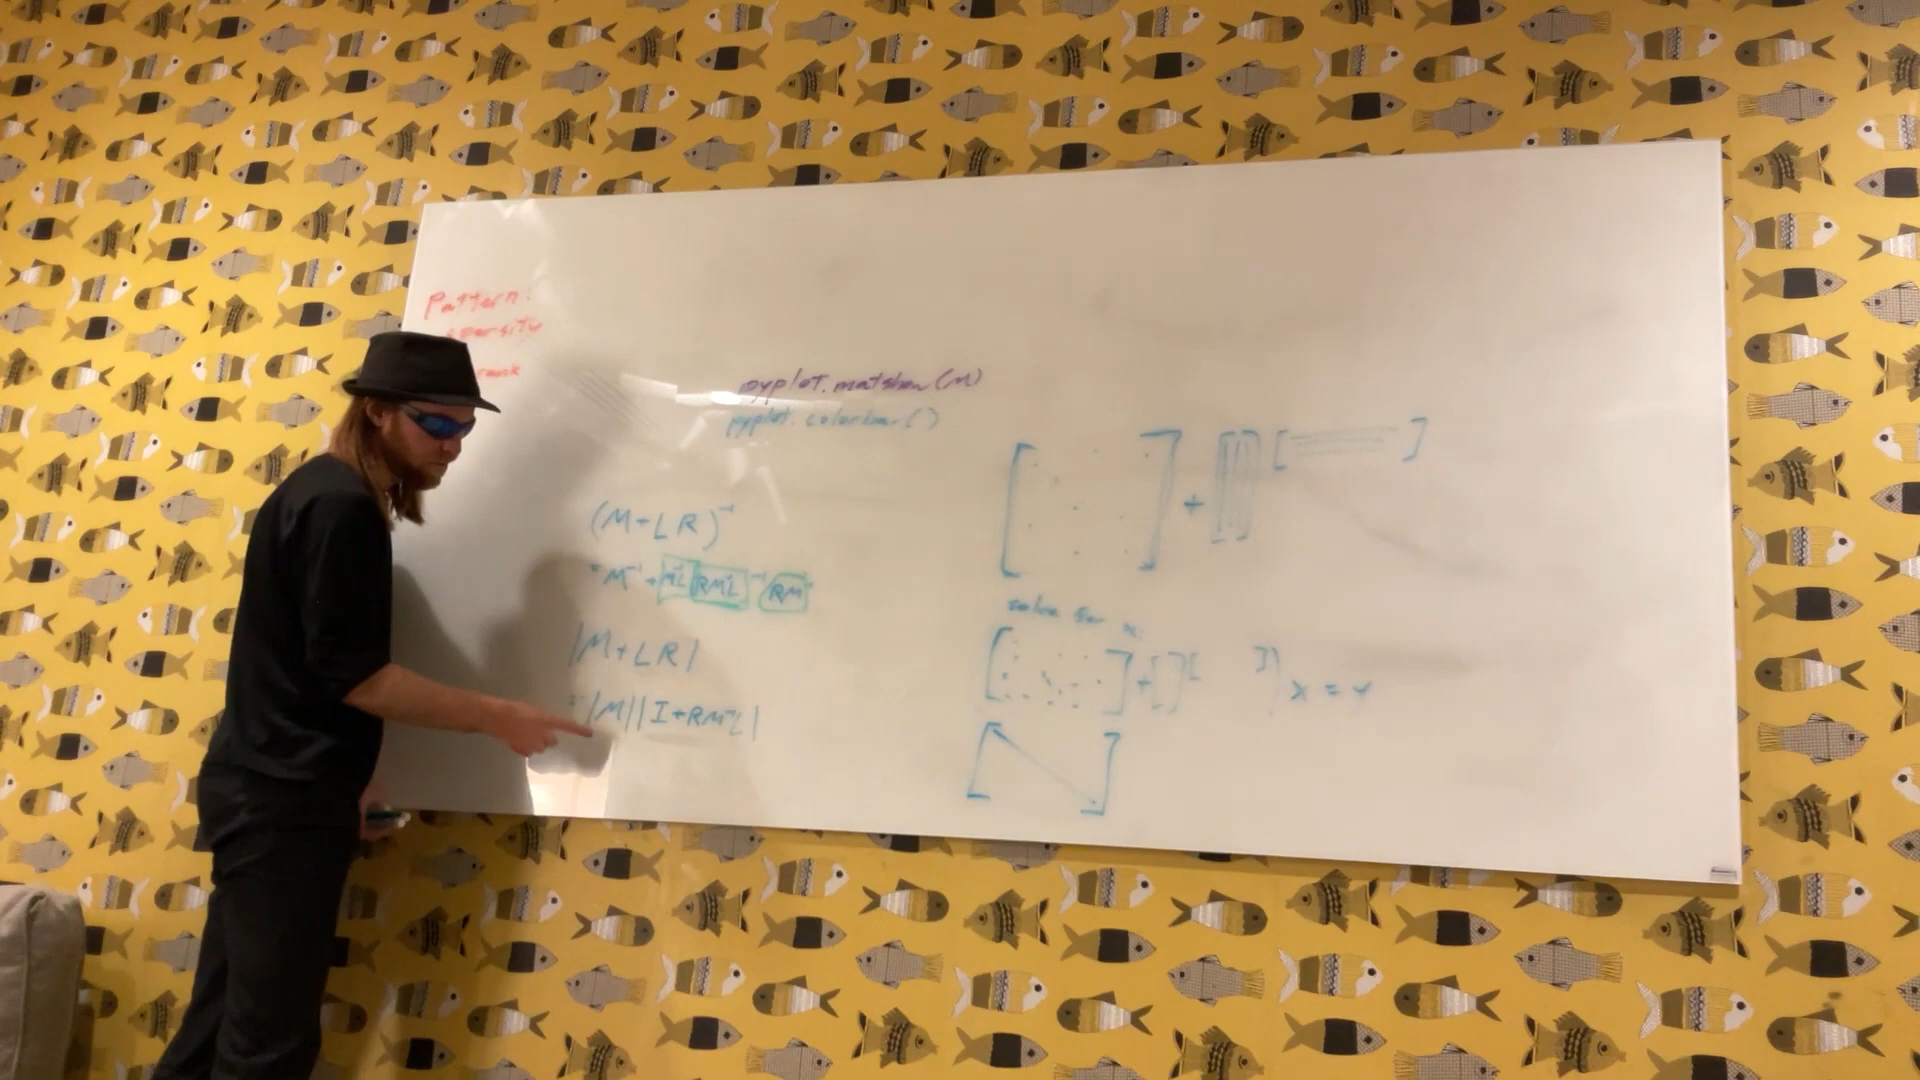 Pattern:
sparsity
rank
pyplot.matshow(M)
pyplot.colorbar()
(M+LR)⁻¹
=M⁻¹+M⁻¹L RM⁻¹L⁻¹ RM⁻¹
|M+LR|
=|M||I+RM⁻¹L|
+
solve for x:
+ x = y